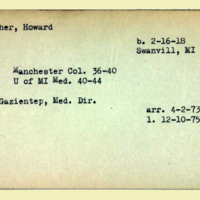 her, Howard
b. 2-16-18
Swanvill, MI
Manchester Col. 36-40
U of MI Med. 40-44
Gazientep, Med. Dir.
arr. 4-2-73
l. 12-10-75